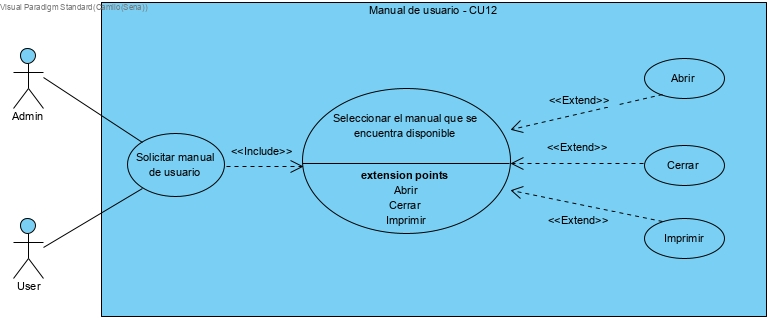 Visual Paradigm Standard(Camilo(Sena))
Manual de usuario - CU12
Admin
User
Solicitar manual
de usuario
<<Include>>
Seleccionar el manual que se
encuentra disponible
extension points
Abrir
Cerrar
Imprimir
<<Extend>>
Abrir
<<Extend>>
Cerrar
<<Extend>>
Imprimir